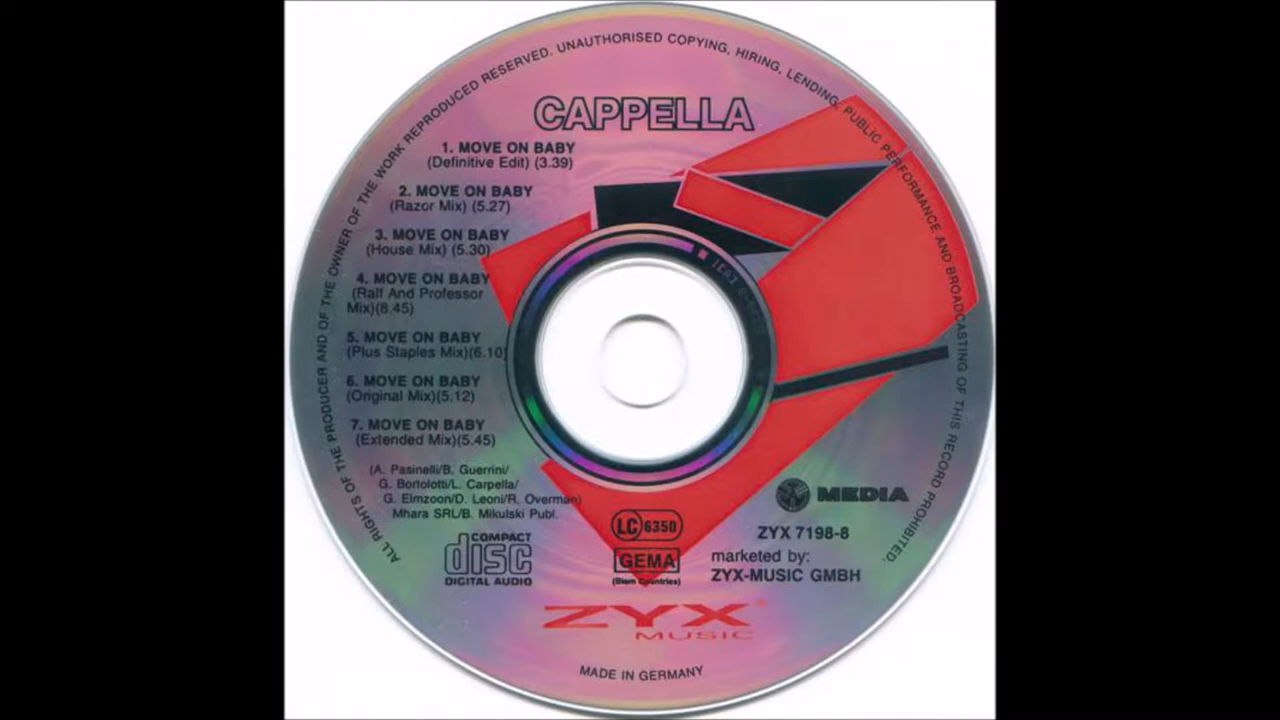 ALL RIGHTS OF THE PRODUCER AND OF THE OWNER OF THE WORK REPRODUCED RESERVED. UNAUTHORISED COPYING, HIRING, LENDING, PUBLIC PERFORMANCE AND BROADCASTING OF THIS RECORD PROHIBITED.
CAPPELLA
1. MOVE ON BABY
(Definitive Edit) (3.39)
2. MOVE ON BABY
(Razor Mix) (5.27)
3. MOVE ON BABY
(House Mix) (5.30)
4. MOVE ON BABY
(Ralf And Professor
Mix)(6.45)
5. MOVE ON BABY
(Plus Staples Mix)(6.10)
6. MOVE ON BABY
(Original Mix)(5.12)
7. MOVE ON BABY
(Extended Mix)(5.45)
(A. Pasinelli/B. Guerrini/
G. Bortolotti/L. Carpella/
G. Elmzoon/D. Leoni/R. Overman)
Mhara SRL/B. Mikulski Publ.
COMPACT
disc
DIGITAL AUDIO
LC 6350
GEMA
(Biem Countries)
MEDIA
ZYX 7198-8
marketed by:
ZYX-MUSIC GMBH
ZYX
MUSIC
MADE IN GERMANY